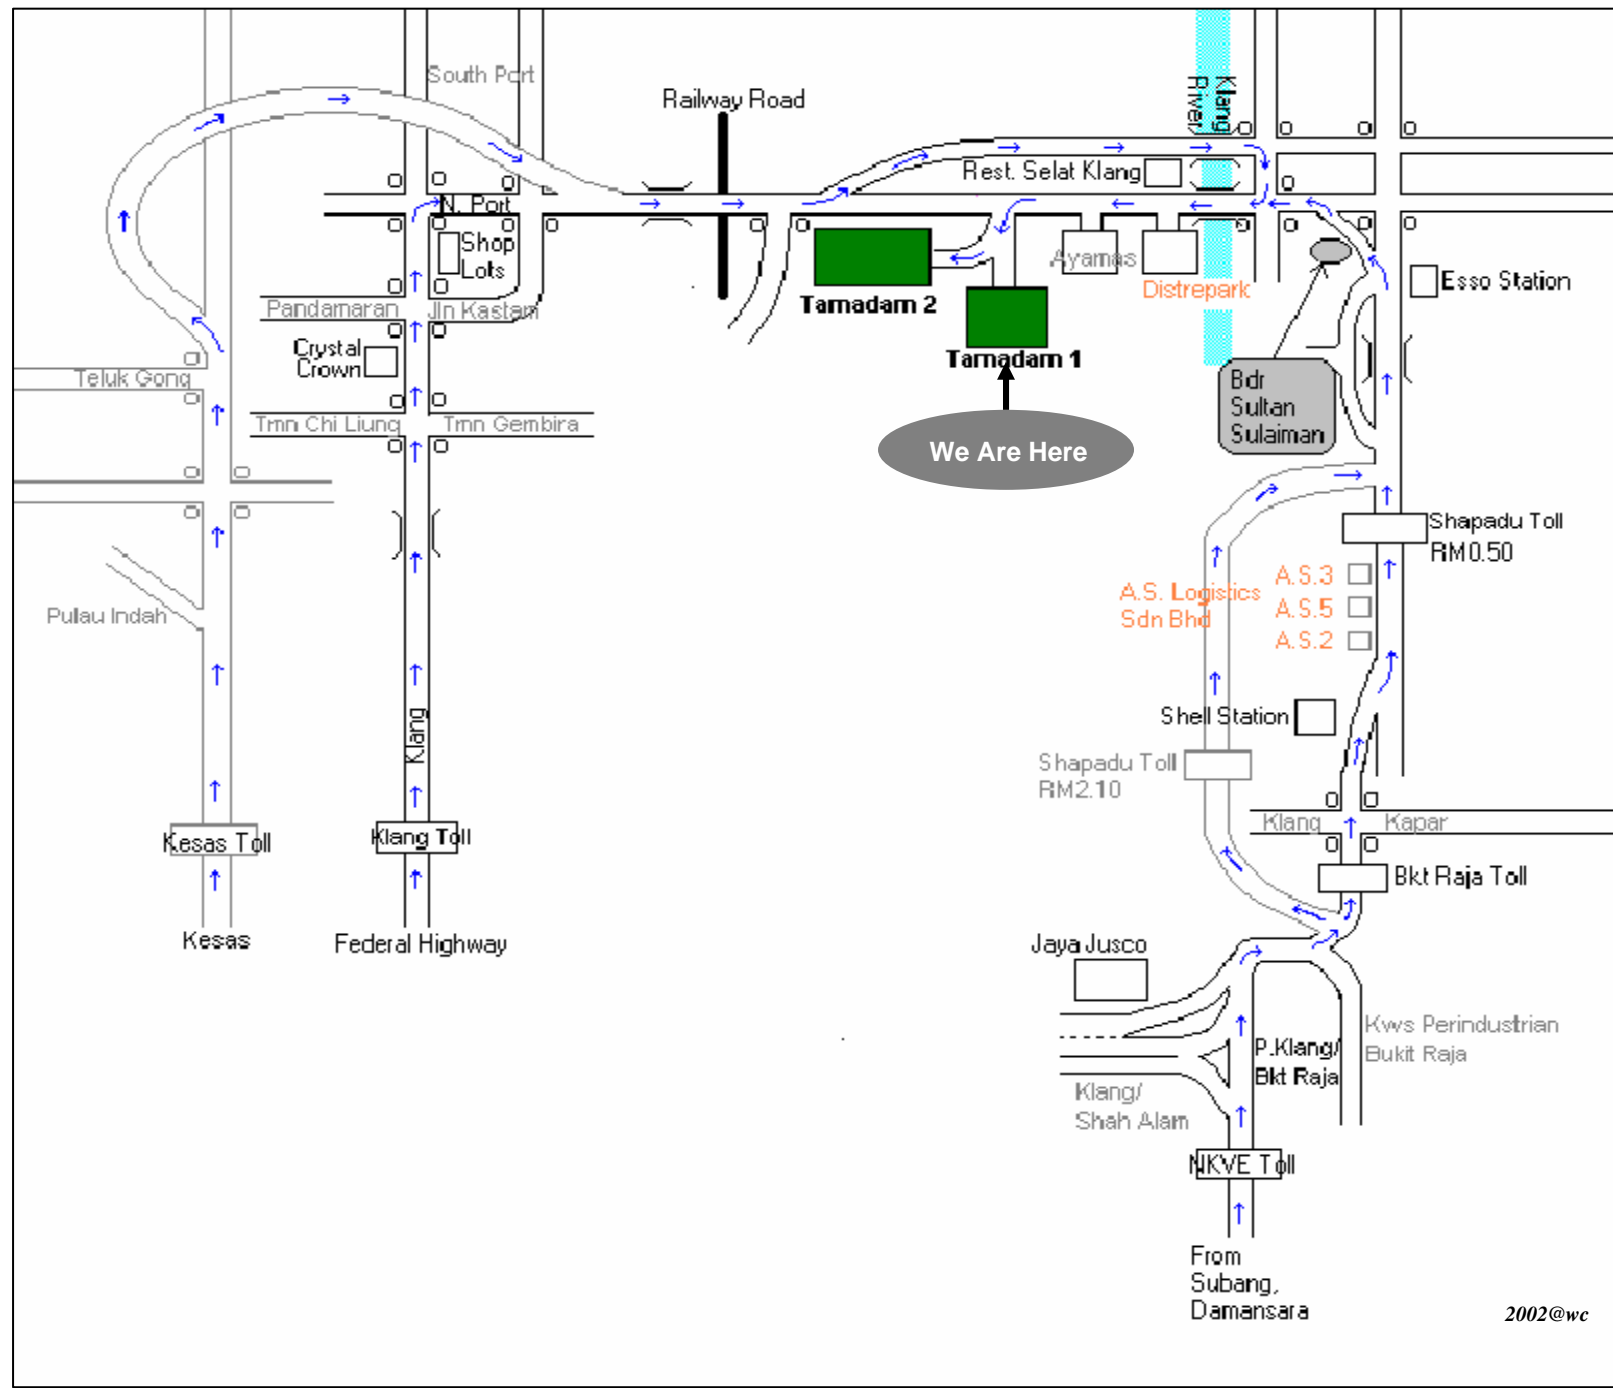 South Port
Railway Road
Klang
River
Rest. Selat Klang
N. Port
Shop
Lots
Ayamas
Distrepark
Esso Station
Tamadam 2
Pandamaran
Jln Kastam
Crystal
Crown
Tamadam 1
Teluk Gong
Bdr
Sultan
Sulaiman
Tmn Chi Liung
Tmn Gembira
We Are Here
Shapadu Toll
RM0.50
A.S. Logistics
Sdn Bhd
A.S.3
A.S.5
A.S.2
Pulau Indah
Klang
Shell Station
Shapadu Toll
RM2.10
Klang
Kapar
Kesas Toll
Klang Toll
Bkt Raja Toll
Kesas
Federal Highway
Jaya Jusco
Kws Perindustrian
Bukit Raja
P.Klang/
Bkt Raja
Klang/
Shah Alam
NKVE Toll
From
Subang,
Damansara
2002@wc